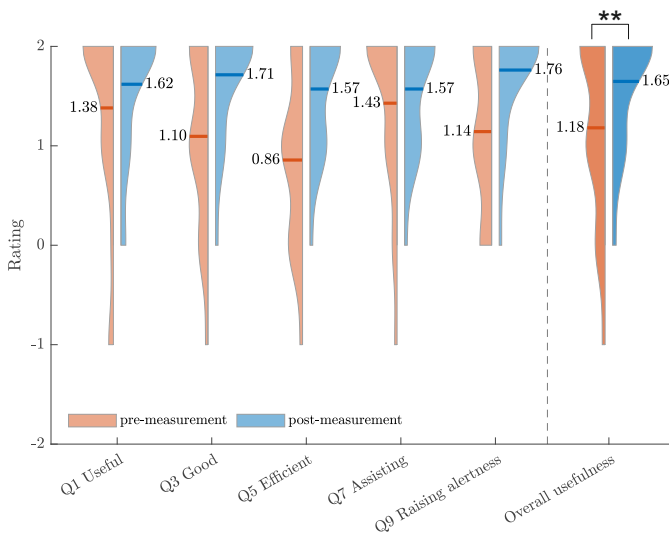 **
2
1
0
-1
-2
Rating
1.38
1.62
1.10
1.71
0.86
1.57
1.43
1.57
1.14
1.76
1.18
1.65
pre-measurement
post-measurement
Q1 Useful
Q3 Good
Q5 Efficient
Q7 Assisting
Q9 Raising alertness
Overall usefulness